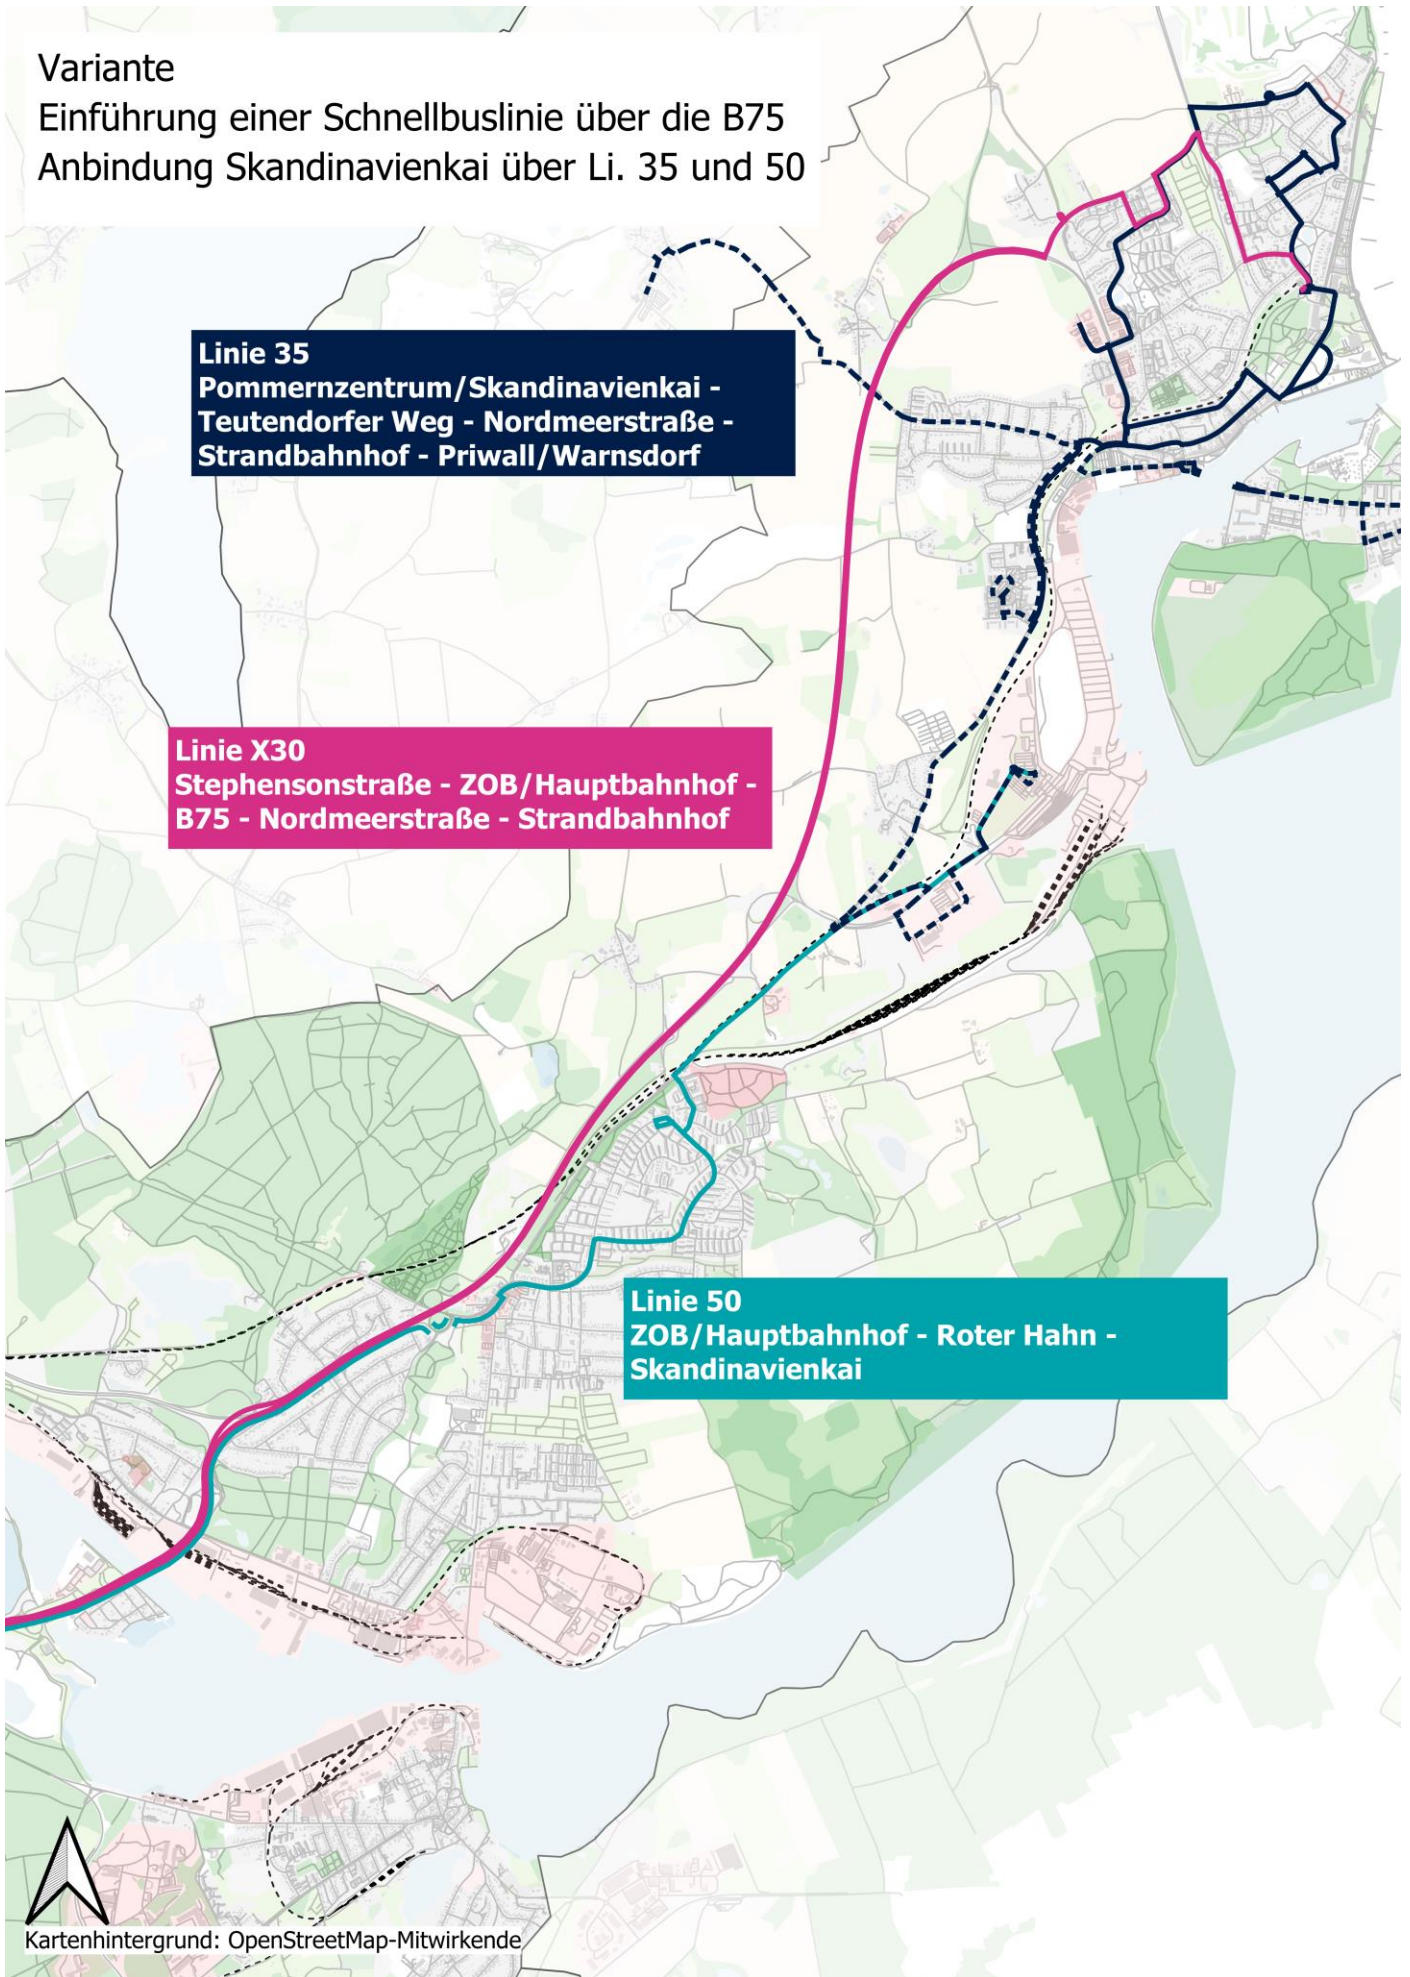 Variante
Einführung einer Schnellbuslinie über die B75
Anbindung Skandinavienkai über Li. 35 und 50
Linie 35
Pommernzentrum/Skandinavienkai -
Teutendorfer Weg - Nordmeerstraße -
Strandbahnhof - Priwall/Warnsdorf
Linie X30
Stephensonstraße - ZOB/Hauptbahnhof -
B75 - Nordmeerstraße - Strandbahnhof
Linie 50
ZOB/Hauptbahnhof - Roter Hahn -
Skandinavienkai
Kartenhintergrund: OpenStreetMap-Mitwirkende